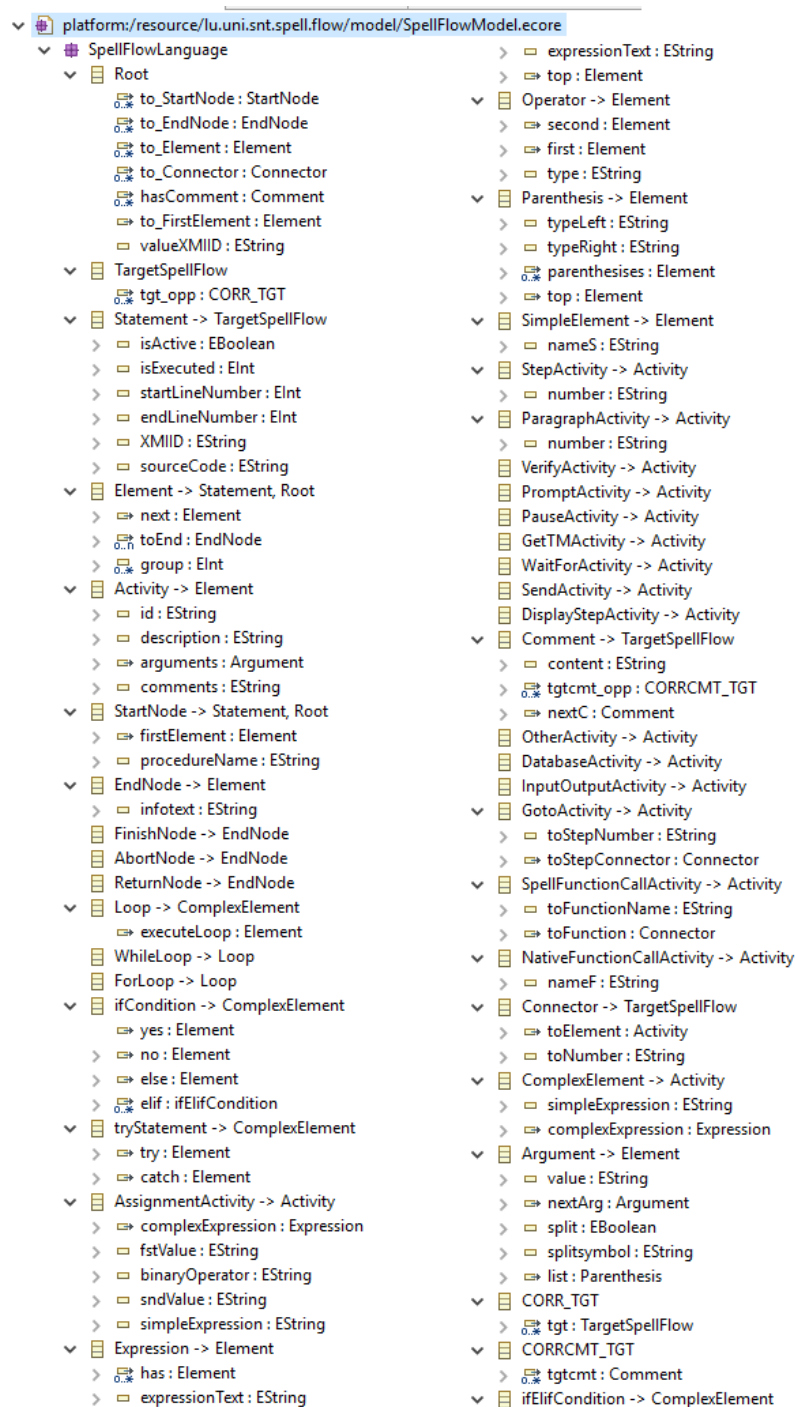 platform:/resource/lu.uni.snt.spell.flow/model/SpellFlowModel.ecore
SpellFlowLanguage
Root
to_StartNode : StartNode
to_EndNode : EndNode
to_Element : Element
to_Connector : Connector
hasComment : Comment
to_FirstElement : Element
valueXMIID : EString
TargetSpellFlow
tgt_opp : CORR_TGT
Statement -> TargetSpellFlow
isActive : EBoolean
isExecuted : EInt
startLineNumber : EInt
endLineNumber : EInt
XMIID : EString
sourceCode : EString
Element -> Statement, Root
next : Element
toEnd : EndNode
group : EInt
Activity -> Element
id : EString
description : EString
arguments : Argument
comments : EString
StartNode -> Statement, Root
firstElement : Element
procedureName : EString
EndNode -> Element
infotext : EString
FinishNode -> EndNode
AbortNode -> EndNode
ReturnNode -> EndNode
Loop -> ComplexElement
executeLoop : Element
WhileLoop -> Loop
ForLoop -> Loop
ifCondition -> ComplexElement
yes : Element
no : Element
else : Element
elif : ifElifCondition
tryStatement -> ComplexElement
try : Element
catch : Element
AssignmentActivity -> Activity
complexExpression : Expression
fstValue : EString
binaryOperator : EString
sndValue : EString
simpleExpression : EString
Expression -> Element
has : Element
expressionText : EString
expressionText : EString
top : Element
Operator -> Element
second : Element
first : Element
type : EString
Parenthesis -> Element
typeLeft : EString
typeRight : EString
parenthesises : Element
top : Element
SimpleElement -> Element
nameS : EString
StepActivity -> Activity
number : EString
ParagraphActivity -> Activity
number : EString
VerifyActivity -> Activity
PromptActivity -> Activity
PauseActivity -> Activity
GetTMActivity -> Activity
WaitForActivity -> Activity
SendActivity -> Activity
DisplayStepActivity -> Activity
Comment -> TargetSpellFlow
content : EString
tgtcmt_opp : CORRCMT_TGT
nextC : Comment
OtherActivity -> Activity
DatabaseActivity -> Activity
InputOutputActivity -> Activity
GotoActivity -> Activity
toStepNumber : EString
toStepConnector : Connector
SpellFunctionCallActivity -> Activity
toFunctionName : EString
toFunction : Connector
NativeFunctionCallActivity -> Activity
nameF : EString
Connector -> TargetSpellFlow
toElement : Activity
toNumber : EString
ComplexElement -> Activity
simpleExpression : EString
complexExpression : Expression
Argument -> Element
value : EString
nextArg : Argument
split : EBoolean
splitsymbol : EString
list : Parenthesis
CORR_TGT
tgt : TargetSpellFlow
CORRCMT_TGT
tgtcmt : Comment
ifElifCondition -> ComplexElement